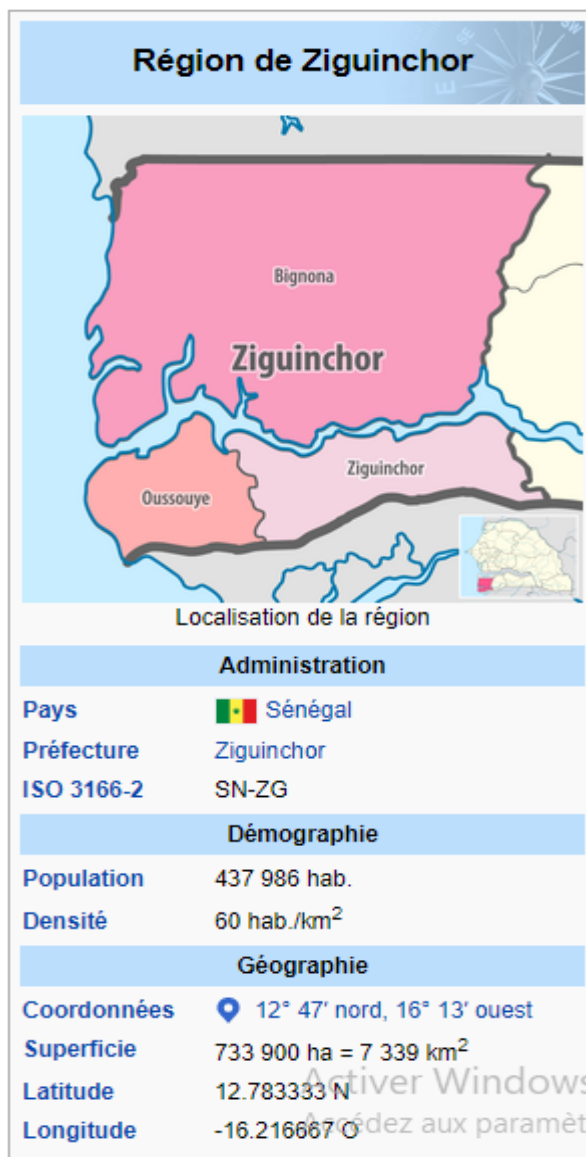 Région de Ziguinchor
SE
SW
E
Bignona
Ziguinchor
Ziguinchor
Oussouye
Localisation de la région
Administration
Pays Sénégal
Préfecture Ziguinchor
ISO 3166-2 SN-ZG
Démographie
Population 437 986 hab.
Densité 60 hab./km²
Géographie
Coordonnées 12° 47′ nord, 16° 13′ ouest
Superficie 733 900 ha = 7 339 km²
Activer Windows
Latitude 12.783333 N
Accédez aux paramèt
Longitude -16.216667 O